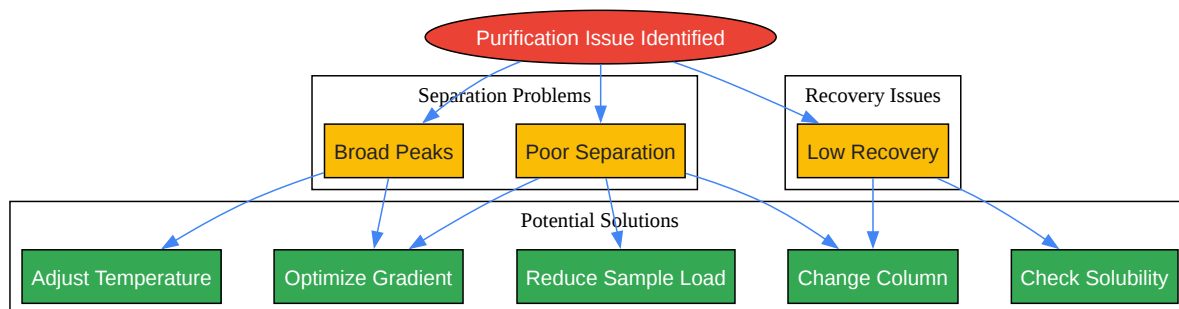 Purification Issue Identified
Separation Problems
Recovery Issues
Broad Peaks
Poor Separation
Low Recovery
Potential Solutions
Adjust Temperature
Optimize Gradient
Reduce Sample Load
Change Column
Check Solubility